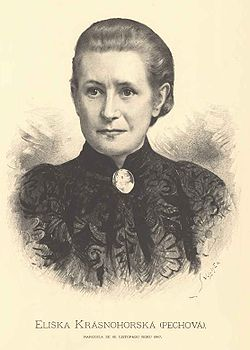 ELIŠKA KRÁSNOHORSKÁ (PECHOVÁ),
NARODILA SE 18. LISTOPADU ROKU 1847.